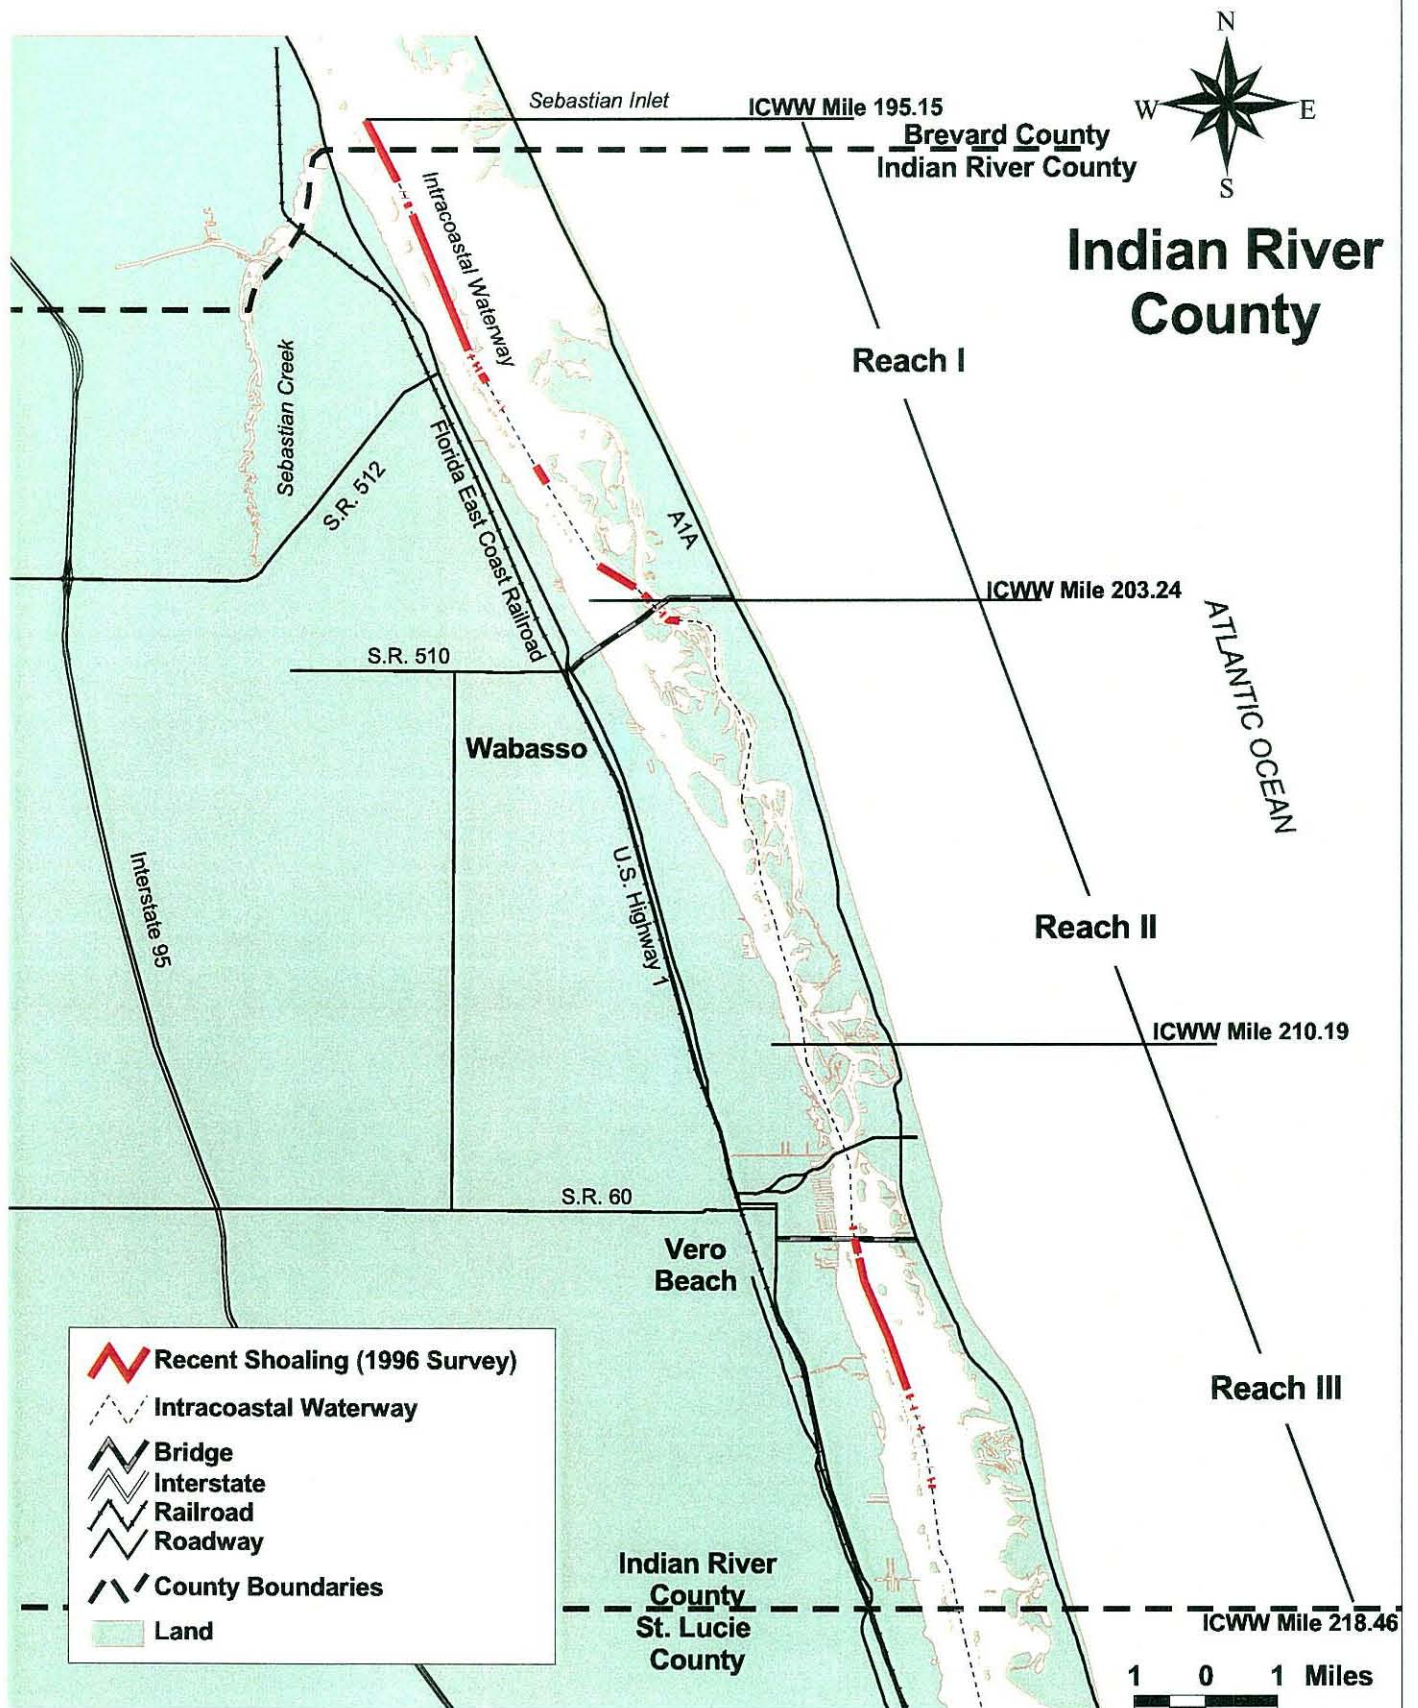 N
W
E
S
Sebastian Inlet
ICWW Mile 195.15
Brevard County
Indian River County
Indian River
County
Intracoastal Waterway
Reach I
Sebastian Creek
S.R. 512
Florida East Coast Railroad
A1A
ICWW Mile 203.24
ATLANTIC OCEAN
S.R. 510
Wabasso
Interstate 95
U.S. Highway 1
Reach II
ICWW Mile 210.19
S.R. 60
Vero
Beach
Reach III
Recent Shoaling (1996 Survey)
Intracoastal Waterway
Bridge
Interstate
Railroad
Roadway
County Boundaries
Land
Indian River
County
St. Lucie
County
ICWW Mile 218.46
1 0 1 Miles